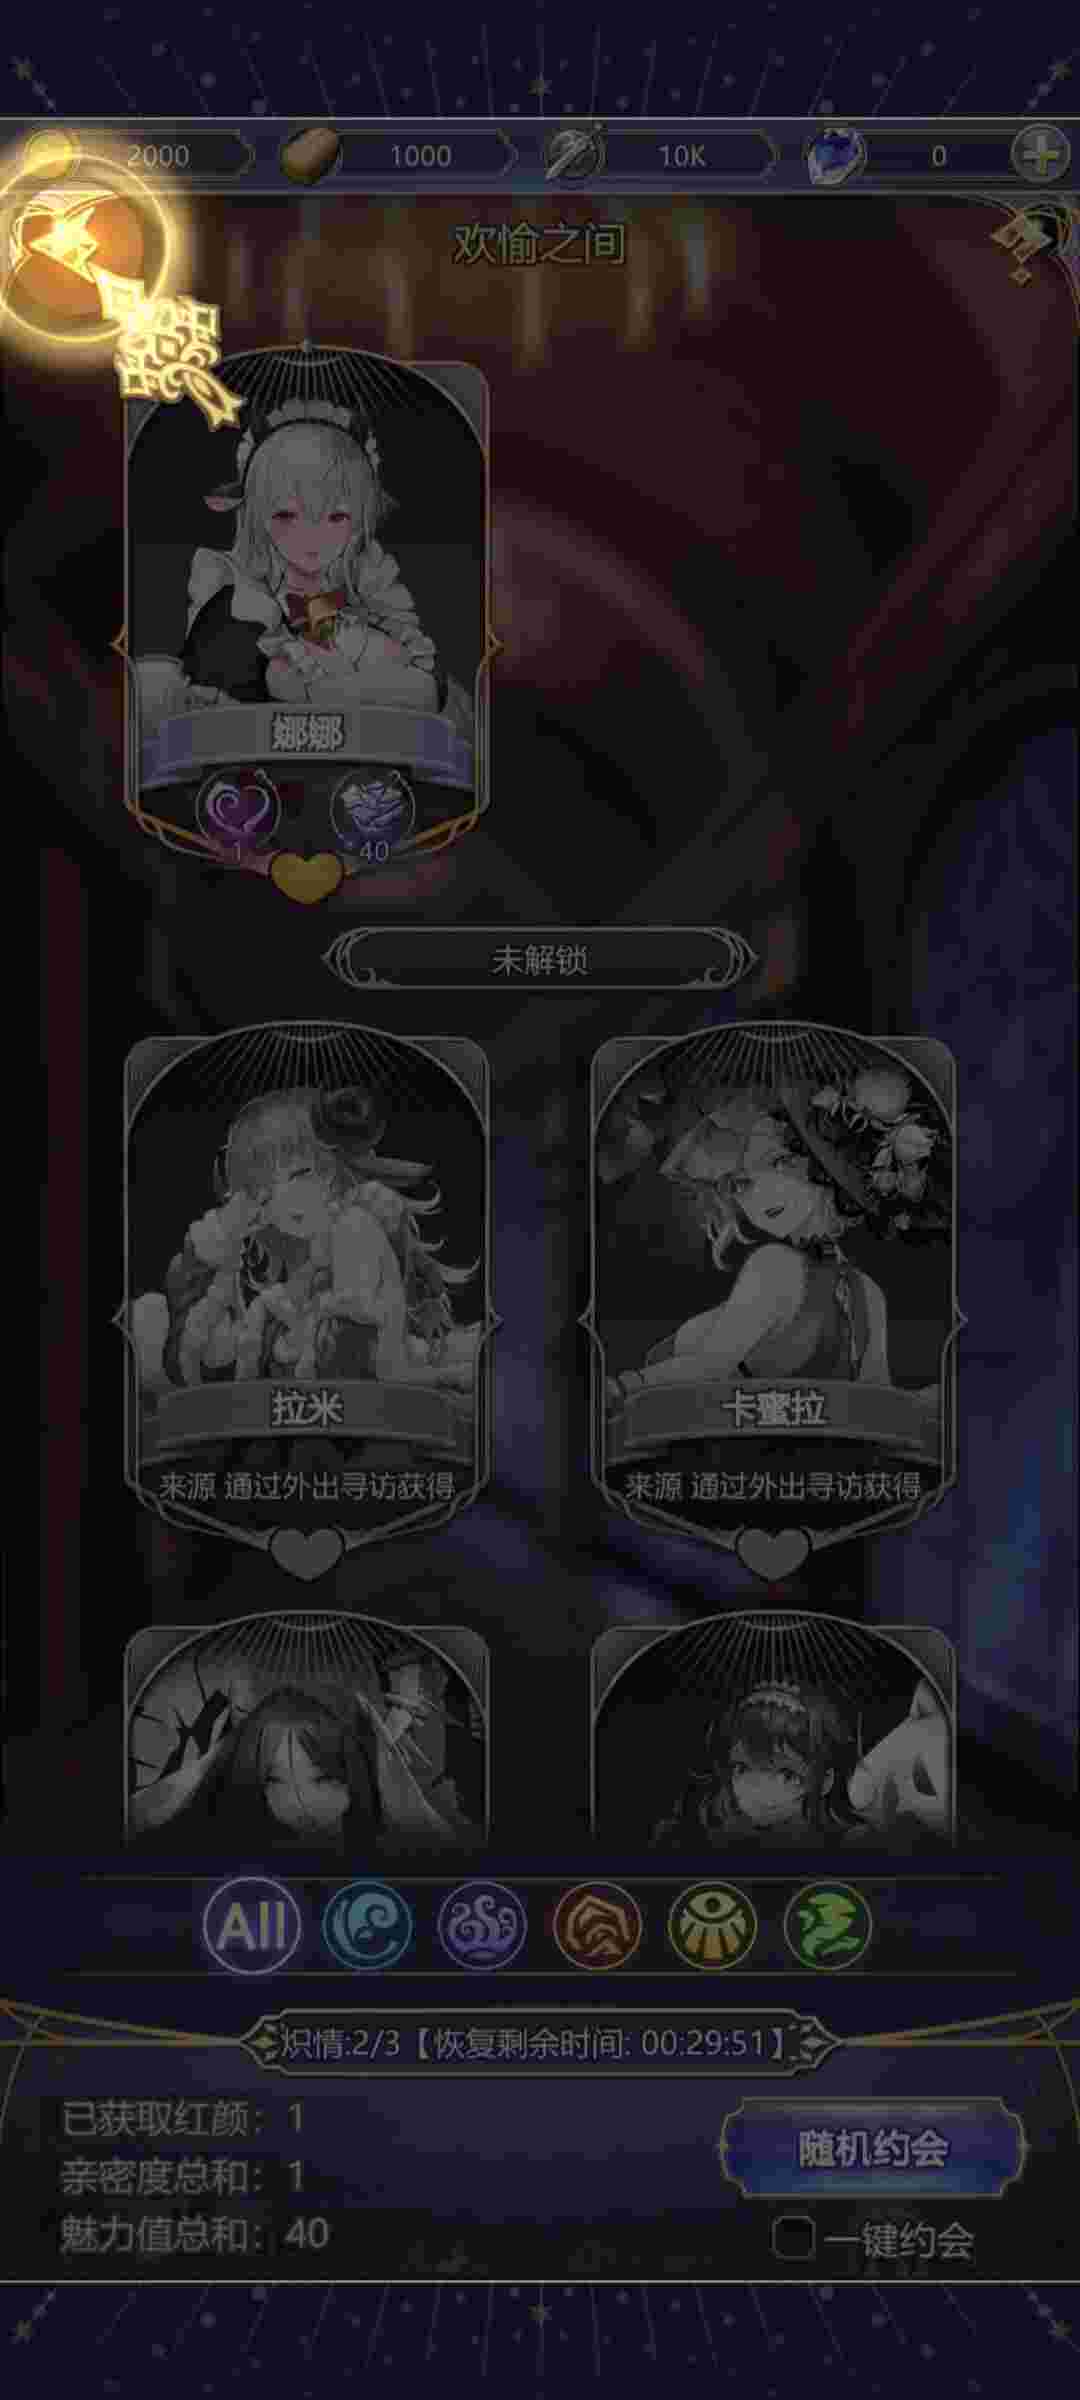 2000
1000
10K
0
欢愉之间
娜娜
1
40
未解锁
拉米
卡蜜拉
来源 通过外出寻访获得
来源 通过外出寻访获得
All
炽情:2/3【恢复剩余时间: 00:29:51】
已获取红颜: 1
亲密度总和: 1
魅力值总和: 40
随机约会
一键约会